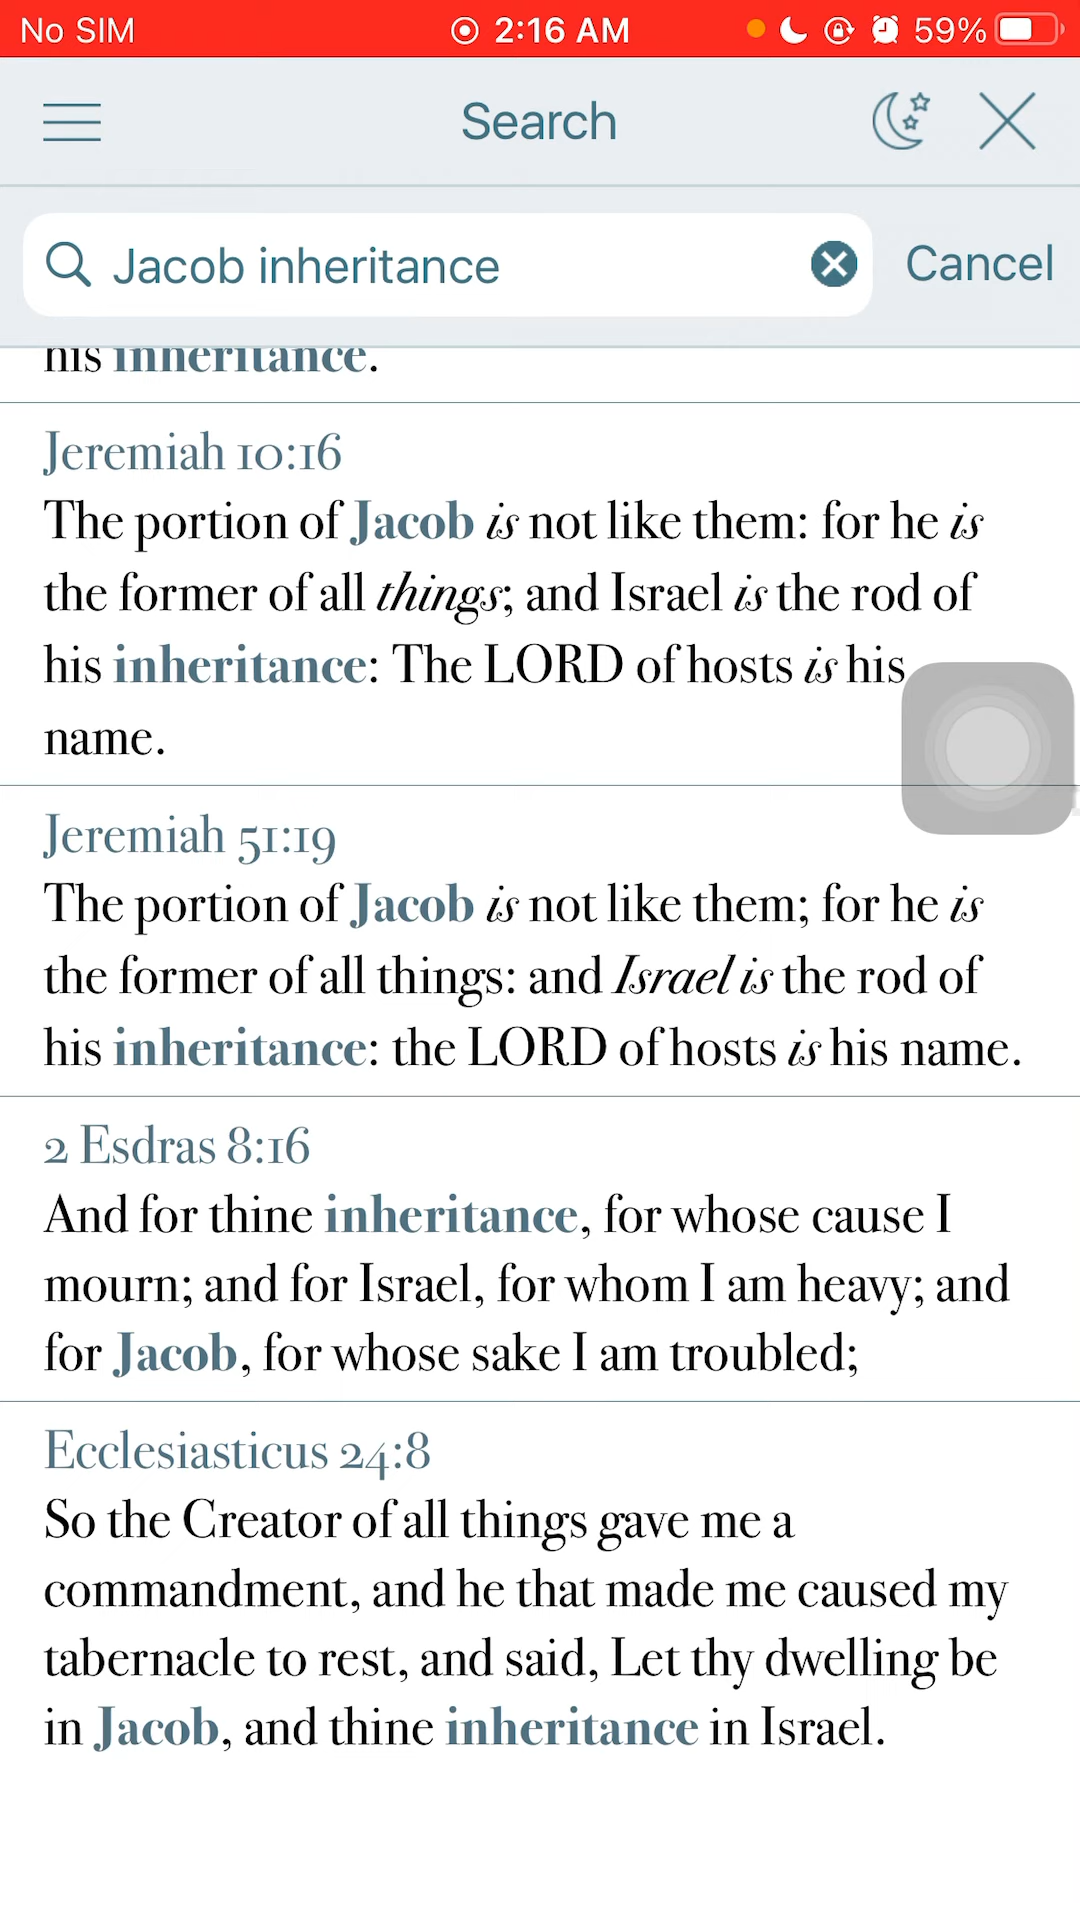 No SIM 2:16 AM 59%
Search
Jacob inheritance Cancel
his inheritance.
Jeremiah 10:16
The portion of Jacob is not like them: for he is
the former of all things; and Israel is the rod of
his inheritance: The LORD of hosts is his
name.
Jeremiah 51:19
The portion of Jacob is not like them; for he is
the former of all things: and Israel is the rod of
his inheritance: the LORD of hosts is his name.
2 Esdras 8:16
And for thine inheritance, for whose cause I
mourn; and for Israel, for whom I am heavy; and
for Jacob, for whose sake I am troubled;
Ecclesiasticus 24:8
So the Creator of all things gave me a
commandment, and he that made me caused my
tabernacle to rest, and said, Let thy dwelling be
in Jacob, and thine inheritance in Israel.